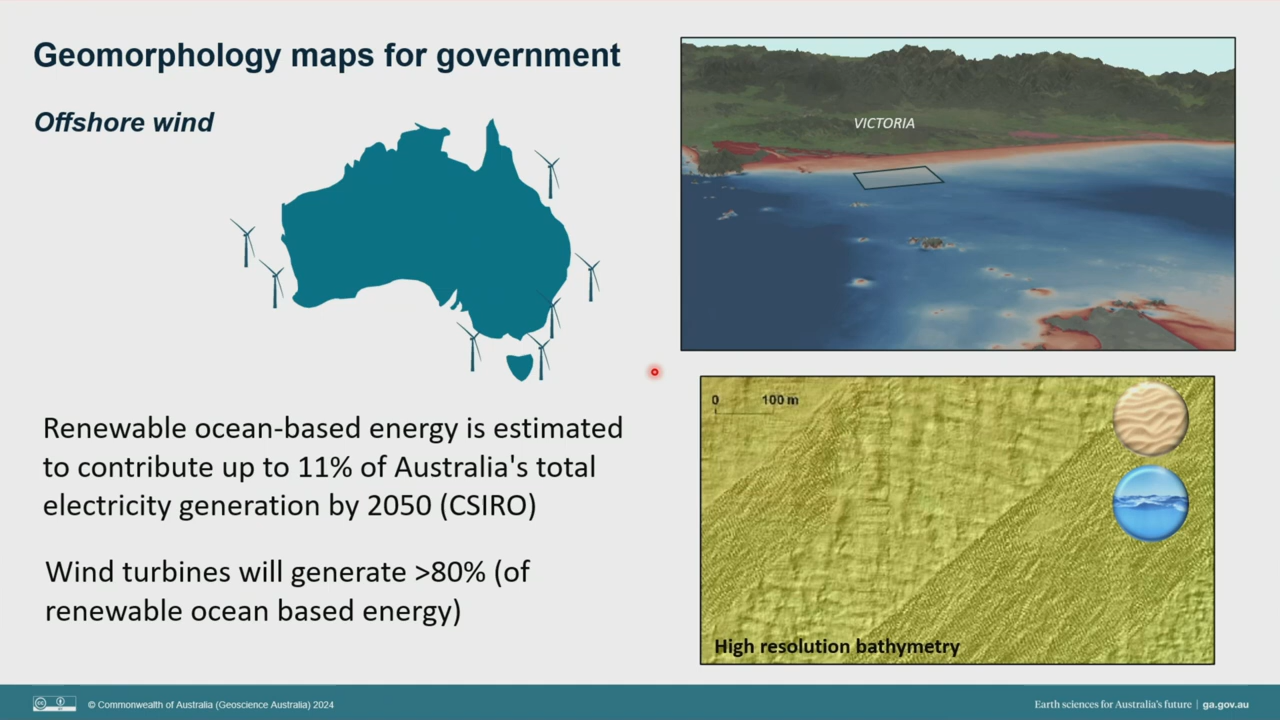 Geomorphology maps for government
Offshore wind
VICTORIA
Renewable ocean-based energy is estimated
to contribute up to 11% of Australia's total
electricity generation by 2050 (CSIRO)
Wind turbines will generate >80% (of
renewable ocean based energy)
0 100 m
High resolution bathymetry
© Commonwealth of Australia (Geoscience Australia) 2024
Earth sciences for Australia's future | ga.gov.au